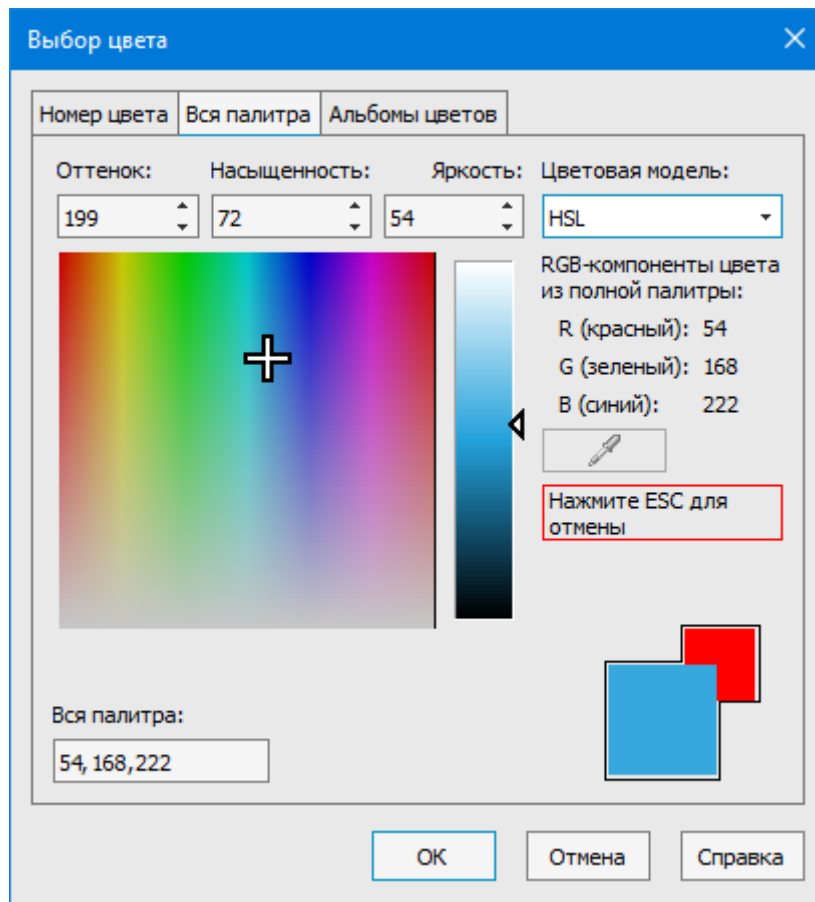 Выбор цвета
Номер цвета Вся палитра Альбомы цветов
Оттенок: Насыщенность: Яркость: Цветовая модель:
199 72 54 HSL
RGB-компоненты цвета
из полной палитры:
R (красный): 54
G (зеленый): 168
B (синий): 222
Нажмите ESC для
отмены
Вся палитра:
54,168,222
ОК Отмена Справка